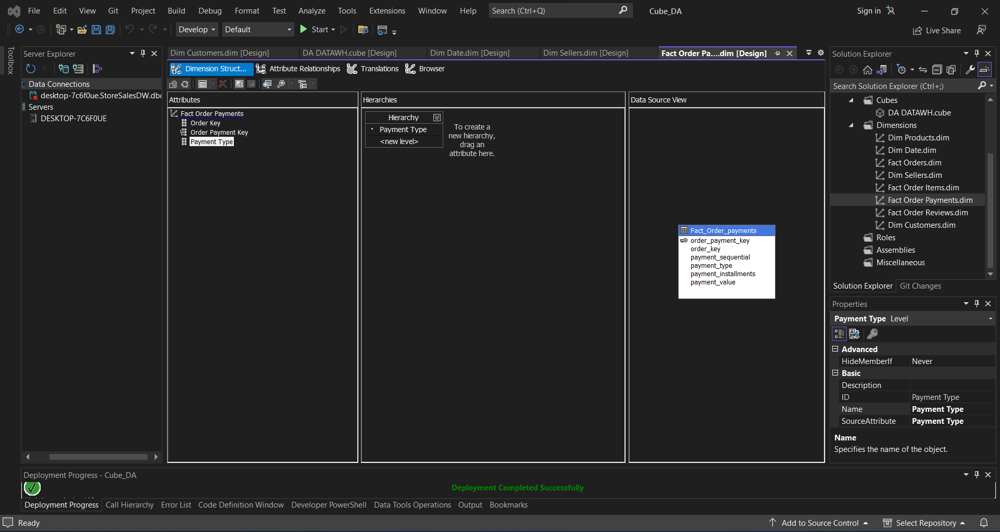 File Edit View Git Project Build Debug Format Test Analyze Tools Extensions Window Help Search (Ctrl+Q) Cube_DA Sign in
Develop Default Start Live Share
Toolbox
Server Explorer
Data Connections
desktop-7c6f0ue.StoreSalesDW.dbo
Servers
DESKTOP-7C6F0UE
Dim Customers.dim [Design] DA DATAWH.cube [Design] Dim Date.dim [Design] Dim Sellers.dim [Design] Fact Order Pa....dim [Design]
Dimension Struct... Attribute Relationships Translations Browser
Attributes
Fact Order Payments
Order Key
Order Payment Key
Payment Type
Hierarchies
Hierarchy
Payment Type
<new level>
To create a
new hierarchy,
drag an
attribute here.
Data Source View
Fact_Order_payments
order_payment_key
order_key
payment_sequential
payment_type
payment_installments
payment_value
Solution Explorer
Search Solution Explorer (Ctrl+;)
Cubes
DA DATAWH.cube
Dimensions
Dim Products.dim
Dim Date.dim
Fact Orders.dim
Dim Sellers.dim
Fact Order Items.dim
Fact Order Payments.dim
Fact Order Reviews.dim
Dim Customers.dim
Roles
Assemblies
Miscellaneous
Solution Explorer Git Changes
Properties
Payment Type Level
Advanced
HideMemberIf Never
Basic
Description
ID Payment Type
Name Payment Type
SourceAttribute Payment Type
Name
Specifies the name of the object.
Deployment Progress - Cube_DA
Deployment Completed Successfully
Deployment Progress Call Hierarchy Error List Code Definition Window Developer PowerShell Data Tools Operations Output Bookmarks
Ready Add to Source Control Select Repository